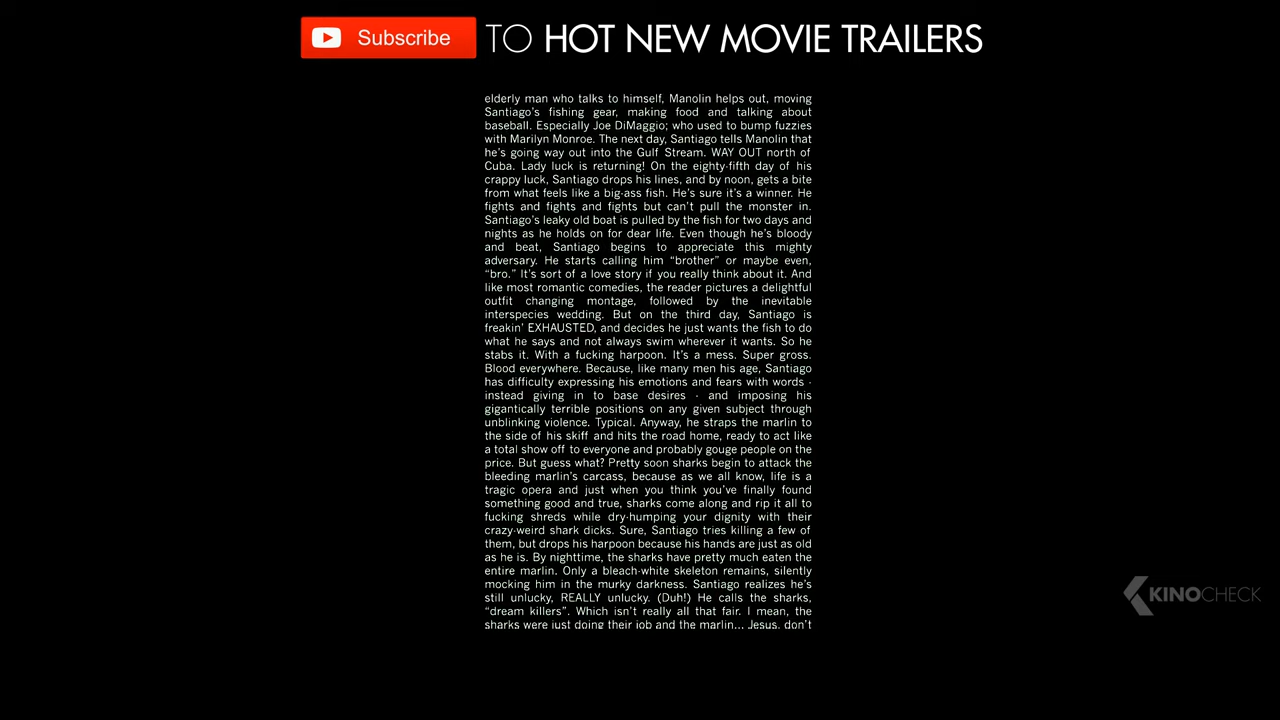 Subscribe TO HOT NEW MOVIE TRAILERS
elderly man who talks to himself, Manolin helps out, moving
Santiago's fishing gear, making food and talking about
baseball. Especially Joe DiMaggio; who used to bump fuzzies
with Marilyn Monroe. The next day, Santiago tells Manolin that
he's going way out into the Gulf Stream. WAY OUT north of
Cuba. Lady luck is returning! On the eighty-fifth day of his
crappy luck, Santiago drops his lines, and by noon, gets a bite
from what feels like a big-ass fish. He's sure it's a winner. He
fights and fights and fights but can't pull the monster in.
Santiago's leaky old boat is pulled by the fish for two days and
nights as he holds on for dear life. Even though he's bloody
and beat, Santiago begins to appreciate this mighty
adversary. He starts calling him “brother” or maybe even,
“bro.” It's sort of a love story if you really think about it. And
like most romantic comedies, the reader pictures a delightful
outfit changing montage, followed by the inevitable
interspecies wedding. But on the third day, Santiago is
freakin' EXHAUSTED, and decides he just wants the fish to do
what he says and not always swim wherever it wants. So he
stabs it. With a fucking harpoon. It's a mess. Super gross.
Blood everywhere. Because, like many men his age, Santiago
has difficulty expressing his emotions and fears with words -
instead giving in to base desires - and imposing his
gigantically terrible positions on any given subject through
unblinking violence. Typical. Anyway, he straps the marlin to
the side of his skiff and hits the road home, ready to act like
a total show off to everyone and probably gouge people on the
price. But guess what? Pretty soon sharks begin to attack the
bleeding marlin's carcass, because as we all know, life is a
tragic opera and just when you think you've finally found
something good and true, sharks come along and rip it all to
fucking shreds while dry-humping your dignity with their
crazy-weird shark dicks. Sure, Santiago tries killing a few of
them, but drops his harpoon because his hands are just as old
as he is. By nighttime, the sharks have pretty much eaten the
entire marlin. Only a bleach-white skeleton remains, silently
mocking him in the murky darkness. Santiago realizes he's
still unlucky, REALLY unlucky. (Duh!) He calls the sharks,
“dream killers”. Which isn't really all that fair. I mean, the
sharks were just doing their job and the marlin... Jesus, don't
KINOCHECK